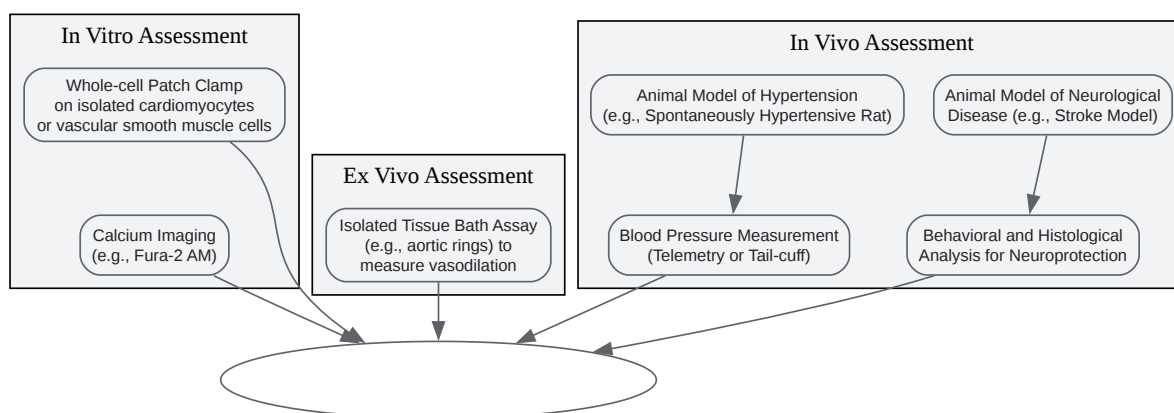 In Vitro Assessment
Whole-cell Patch Clamp
on isolated cardiomyocytes
or vascular smooth muscle cells
Calcium Imaging
(e.g., Fura-2 AM)
Ex Vivo Assessment
Isolated Tissue Bath Assay
(e.g., aortic rings) to
measure vasodilation
In Vivo Assessment
Animal Model of Hypertension
(e.g., Spontaneously Hypertensive Rat)
Animal Model of Neurological
Disease (e.g., Stroke Model)
Blood Pressure Measurement
(Telemetry or Tail-cuff)
Behavioral and Histological
Analysis for Neuroprotection